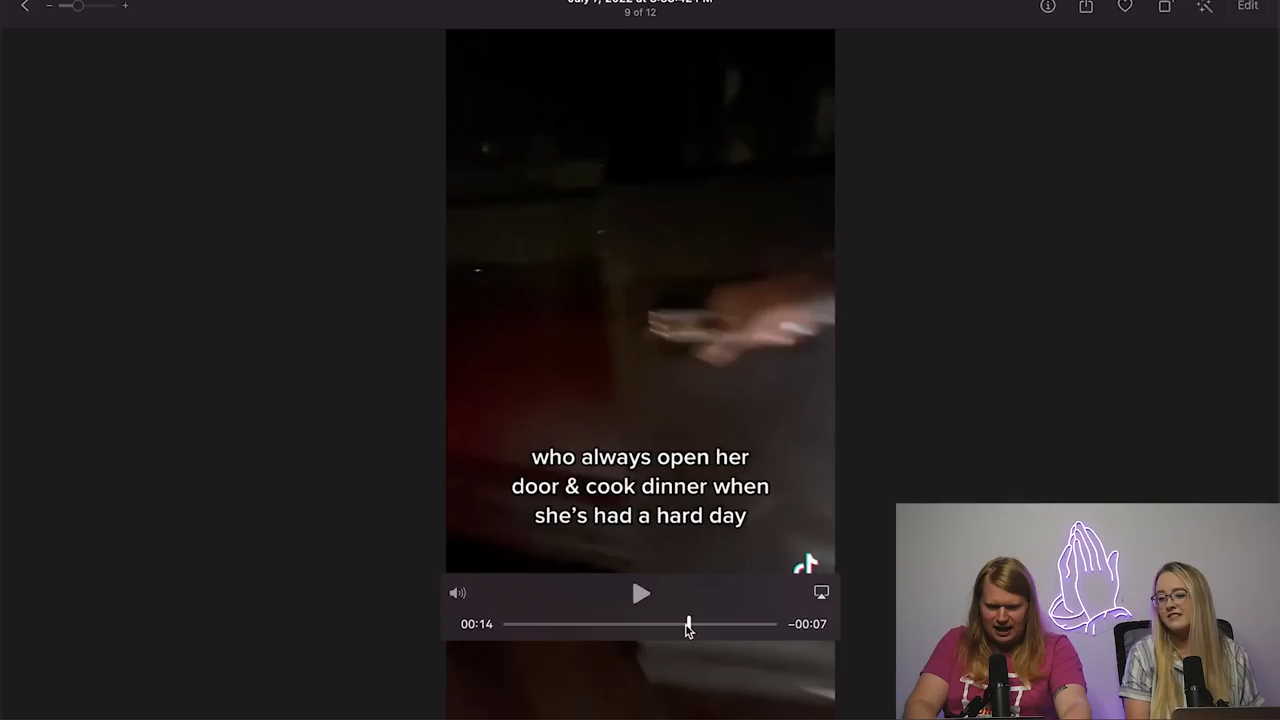 9 of 12
Edit
who always open her
door & cook dinner when
she's had a hard day
00:14
−00:07